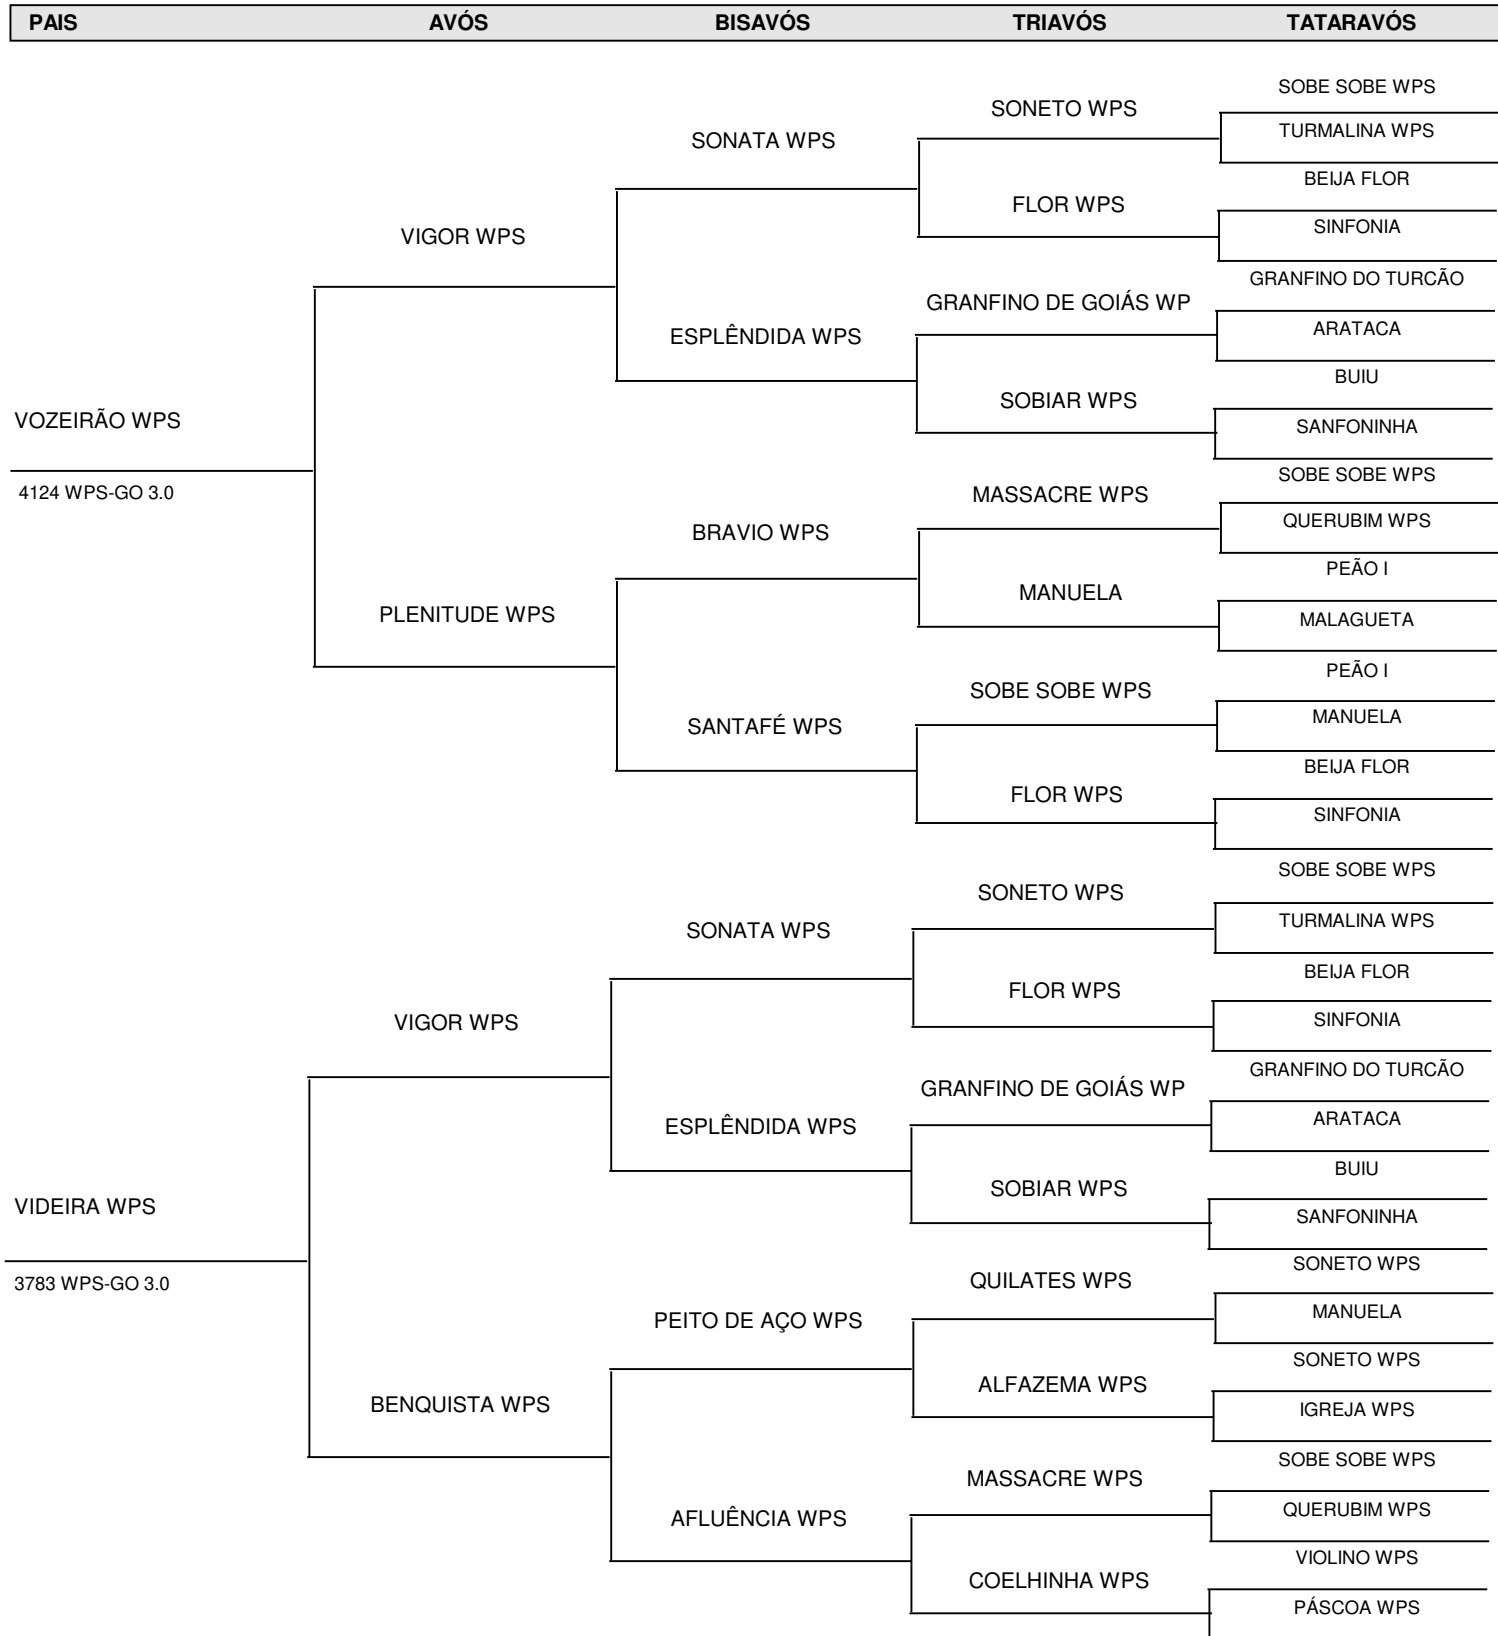 PAIS AVÓS BISAVÓS TRIAVÓS TATARAVÓS
SOBE SOBE WPS
SONETO WPS
TURMALINA WPS
SONATA WPS
BEIJA FLOR
FLOR WPS
SINFONIA
VIGOR WPS
GRANFINO DO TURCÃO
GRANFINO DE GOIÁS WP
ARATACA
ESPLÊNDIDA WPS
BUIU
SOBIAR WPS
SANFONINHA
VOZEIRÃO WPS
4124 WPS-GO 3.0
SOBE SOBE WPS
MASSACRE WPS
QUERUBIM WPS
BRAVIO WPS
PEÃO I
MANUELA
MALAGUETA
PLENITUDE WPS
PEÃO I
SOBE SOBE WPS
MANUELA
SANTAFÉ WPS
BEIJA FLOR
FLOR WPS
SINFONIA
SOBE SOBE WPS
SONETO WPS
TURMALINA WPS
SONATA WPS
BEIJA FLOR
FLOR WPS
SINFONIA
VIGOR WPS
GRANFINO DO TURCÃO
GRANFINO DE GOIÁS WP
ARATACA
ESPLÊNDIDA WPS
BUIU
SOBIAR WPS
SANFONINHA
VIDEIRA WPS
3783 WPS-GO 3.0
SONETO WPS
QUILATES WPS
MANUELA
PEITO DE AÇO WPS
SONETO WPS
ALFAZEMA WPS
IGREJA WPS
BENQUISTA WPS
SOBE SOBE WPS
MASSACRE WPS
QUERUBIM WPS
AFLUÊNCIA WPS
VIOLINO WPS
COELHINHA WPS
PÁSCOA WPS